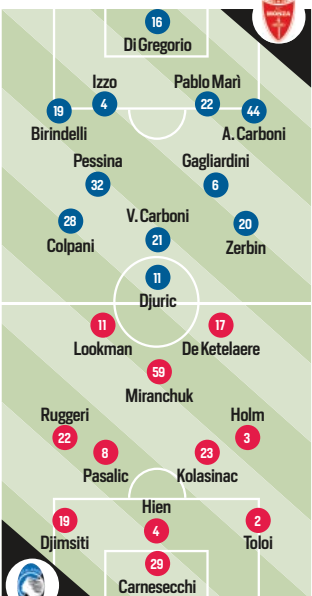 MONZA
16
Di Gregorio
Izzo
Pablo Marì
19
4
22
44
Birindelli
A. Carboni
Pessina
Gagliardini
32
6
28
V. Carboni
20
Colpani
21
Zerbin
11
Djuric
11
17
Lookman
De Ketelaere
59
Miranchuk
Ruggeri
Holm
22
8
23
3
Pasalic
Kolasinac
19
Hien
2
Djimsiti
4
Toloi
29
Carnesecchi